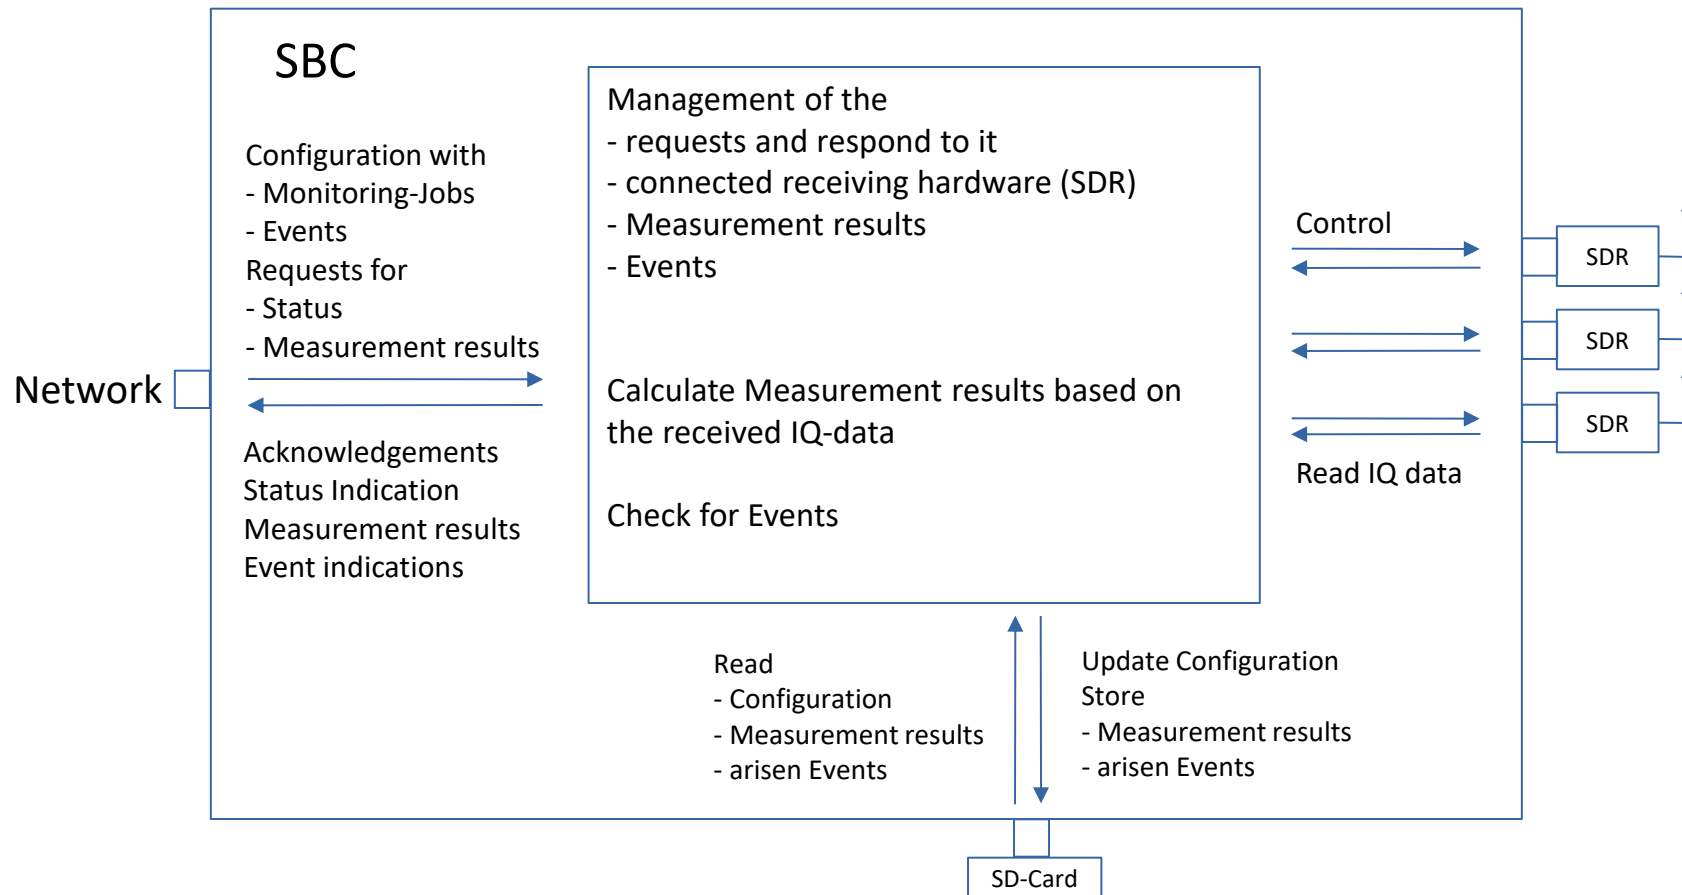 SBC
Configuration with
- Monitoring-Jobs
- Events
Requests for
- Status
- Measurement results
Network
Acknowledgements
Status Indication
Measurement results
Event indications
Management of the
- requests and respond to it
- connected receiving hardware (SDR)
- Measurement results
- Events
Calculate Measurement results based on
the received IQ-data
Check for Events
Control
SDR
SDR
SDR
Read IQ data
Read
- Configuration
- Measurement results
- arisen Events
Update Configuration
Store
- Measurement results
- arisen Events
SD-Card